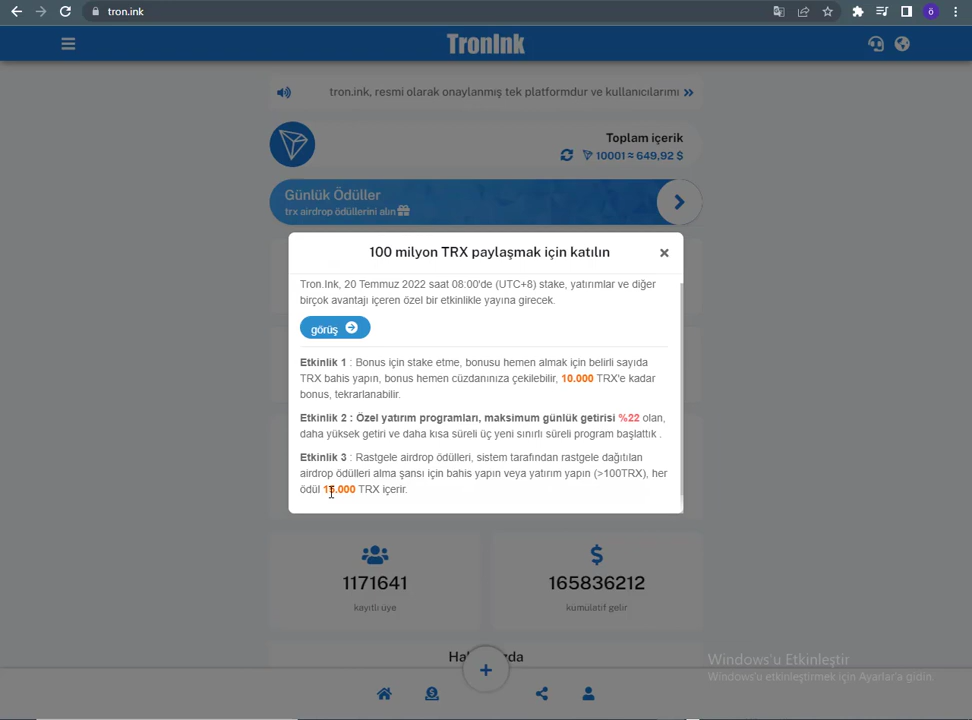 tron.ink
ö
TronInk
tron.ink, resmi olarak onaylanmış tek platformdur ve kullanıcılarımı
Toplam içerik
10001 ≈ 649,92 $
Günlük Ödüller
trx airdrop ödüllerini alın
100 milyon TRX paylaşmak için katılın
Tron.Ink, 20 Temmuz 2022 saat 08:00'de (UTC+8) stake, yatırımlar ve diğer
birçok avantajı içeren özel bir etkinlikle yayına girecek.
görüş
Etkinlik 1 : Bonus için stake etme, bonusu hemen almak için belirli sayıda
TRX bahis yapın, bonus hemen cüzdanınıza çekilebilir, 10.000 TRX'e kadar
bonus, tekrarlanabilir.
Etkinlik 2 : Özel yatırım programları, maksimum günlük getirisi %22 olan,
daha yüksek getiri ve daha kısa süreli üç yeni sınırlı süreli program başlattık .
Etkinlik 3 : Rastgele airdrop ödülleri, sistem tarafından rastgele dağıtılan
airdrop ödülleri alma şansı için bahis yapın veya yatırım yapın (>100TRX), her
ödül TRX içerir.
1171641
kayıtlı üye
165836212
kümülatif gelir
Windows'u Etkinleştir
Windows'u etkinleştirmek için Ayarlar'a gidin.